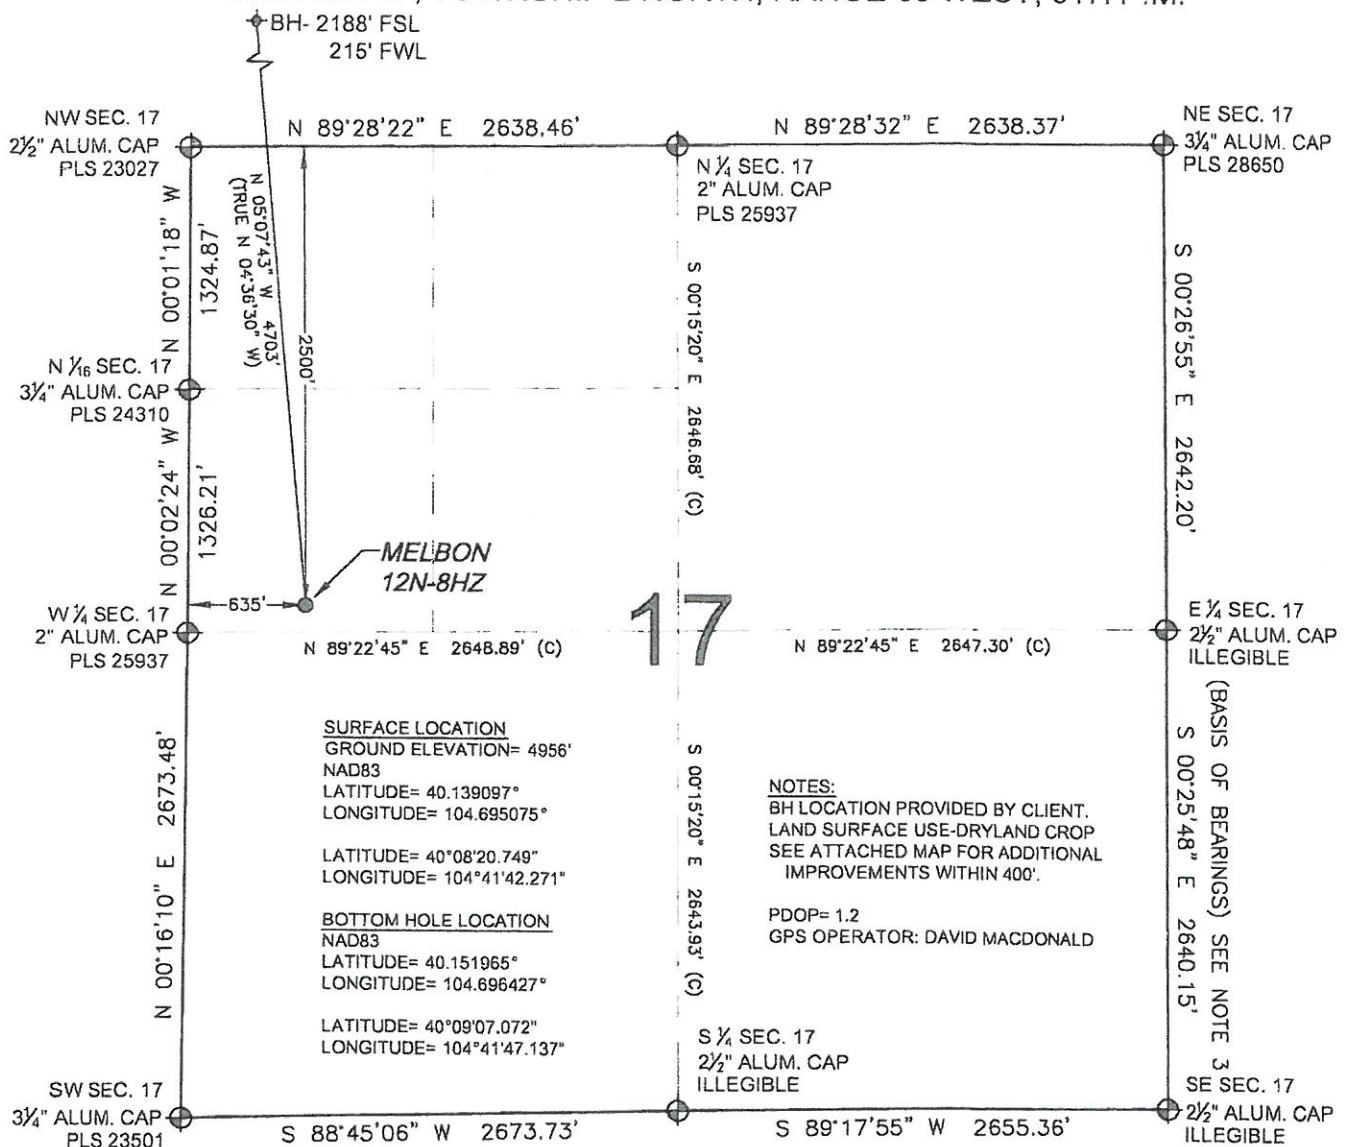 BH- 2188' FSL
215' FWL
NW SEC. 17
2½" ALUM. CAP
PLS 23027
N 89°28'22" E 2638.46'
N 89°28'32" E 2638.37'
NE SEC. 17
3¼" ALUM. CAP
PLS 28650
N ¼ SEC. 17
2" ALUM. CAP
PLS 25937
N 00°01'18" W
1324.87'
N 05°07'43" W 4703'
(TRUE N 04°36'30" W)
2500'
S 00°15'20" E 2646.68' (C)
S 00°26'55" E 2642.20'
N 1⁄16 SEC. 17
3¼" ALUM. CAP
PLS 24310
N 00°02'24" W
1326.21'
MELBON
12N-8HZ
635'
W ¼ SEC. 17
2" ALUM. CAP
PLS 25937
N 89°22'45" E 2648.89' (C)
17
N 89°22'45" E 2647.30' (C)
E ¼ SEC. 17
2½" ALUM. CAP
ILLEGIBLE
N 00°16'10" E 2673.48'
SURFACE LOCATION
GROUND ELEVATION= 4956'
NAD83
LATITUDE= 40.139097°
LONGITUDE= 104.695075°
LATITUDE= 40°08'20.749"
LONGITUDE= 104°41'42.271"
BOTTOM HOLE LOCATION
NAD83
LATITUDE= 40.151965°
LONGITUDE= 104.696427°
LATITUDE= 40°09'07.072"
LONGITUDE= 104°41'47.137"
S 00°15'20" E 2643.93' (C)
NOTES:
BH LOCATION PROVIDED BY CLIENT.
LAND SURFACE USE-DRYLAND CROP
SEE ATTACHED MAP FOR ADDITIONAL
IMPROVEMENTS WITHIN 400'.
PDOP= 1.2
GPS OPERATOR: DAVID MACDONALD
S 00°25'48" E 2640.15'
(BASIS OF BEARINGS) SEE NOTE 3
S ¼ SEC. 17
2½" ALUM. CAP
ILLEGIBLE
SW SEC. 17
3¼" ALUM. CAP
PLS 23501
S 88°45'06" W 2673.73'
S 89°17'55" W 2655.36'
SE SEC. 17
2½" ALUM. CAP
ILLEGIBLE